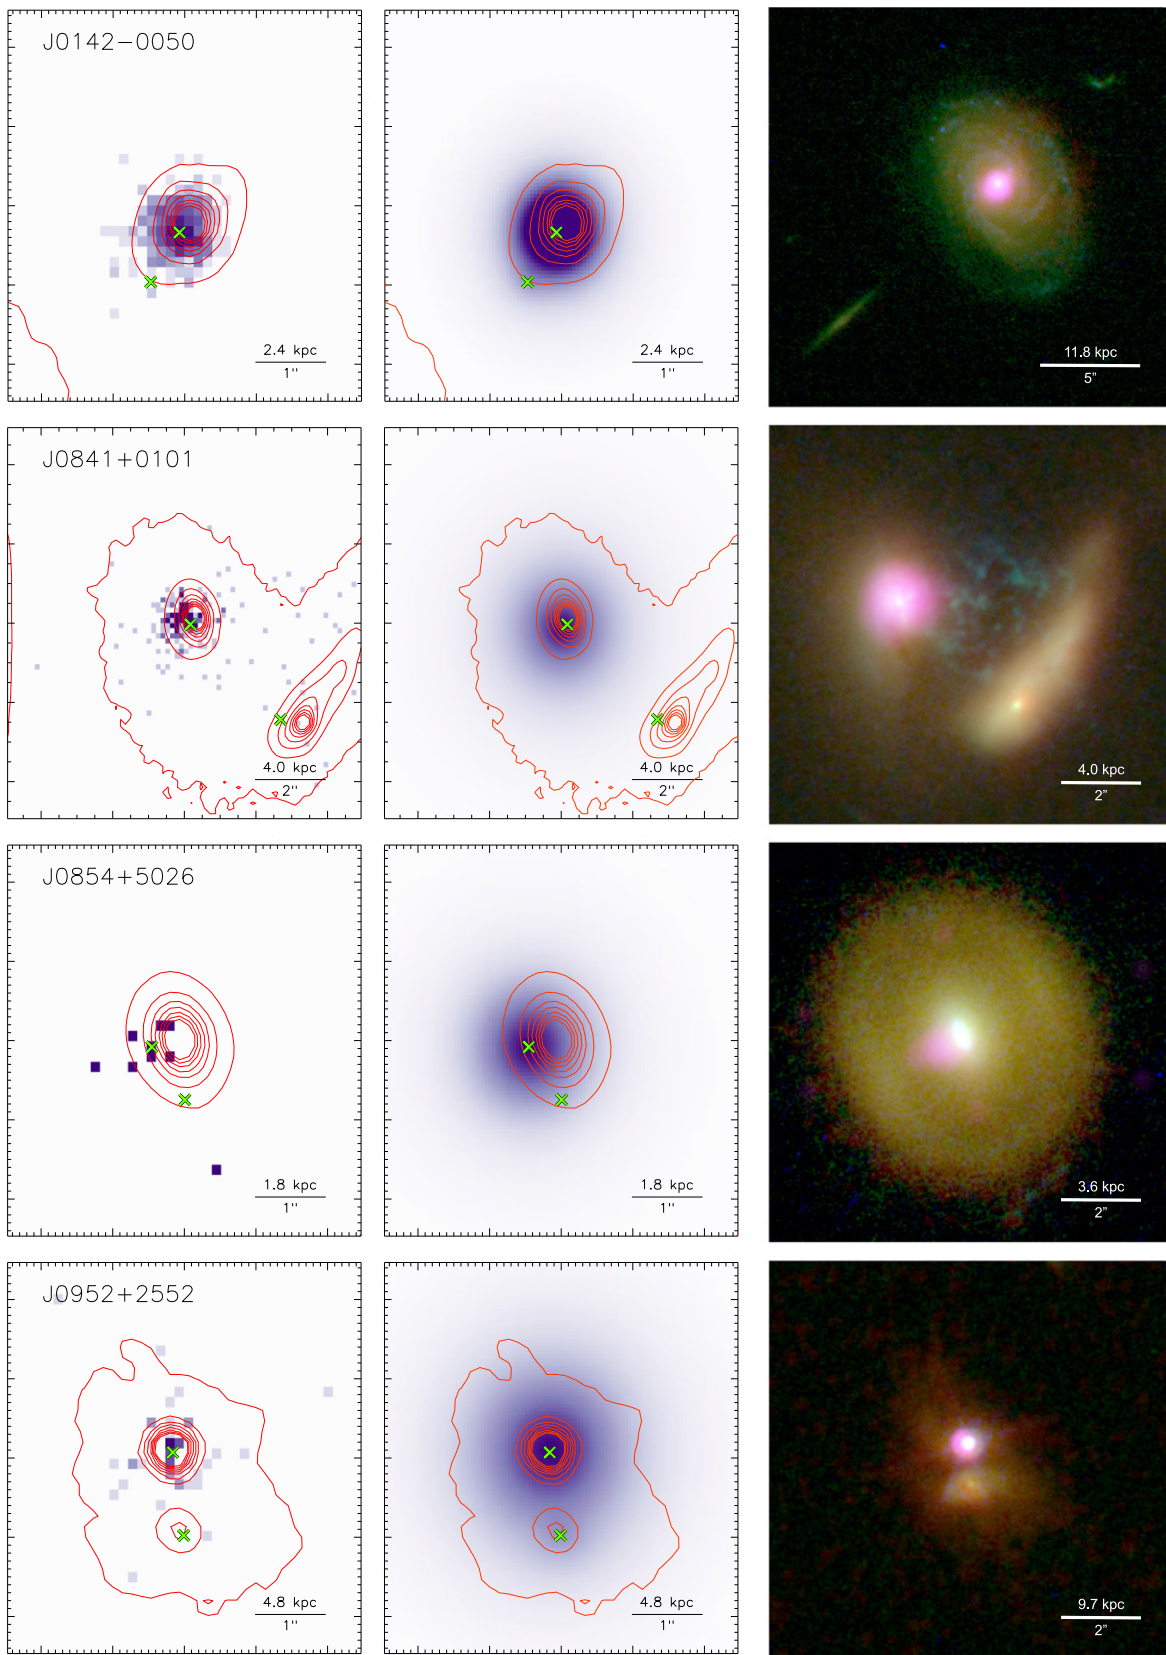 J0142−0050
2.4 kpc
1''
2.4 kpc
1''
11.8 kpc
5”
J0841+0101
4.0 kpc
2''
4.0 kpc
2''
4.0 kpc
2”
J0854+5026
1.8 kpc
1''
1.8 kpc
1''
3.6 kpc
2”
J0952+2552
4.8 kpc
1''
4.8 kpc
1''
9.7 kpc
2”